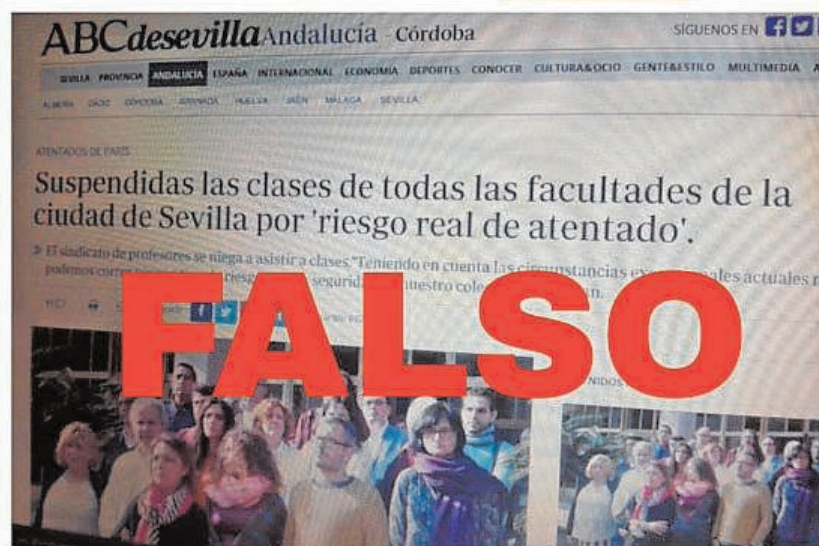 ABCdesevilla Andalucía Córdoba
SÍGUENOS EN
SEVILLA PROVINCIA ANDALUCÍA ESPAÑA INTERNACIONAL ECONOMÍA DEPORTES CONOCER CULTURA&OCIO GENTE&ESTILO MULTIMEDIA
ALMERÍA CÁDIZ CÓRDOBA GRANADA HUELVA JAÉN MÁLAGA SEVILLA
ATENTADOS DE PARÍS
Suspendidas las clases de todas las facultades de la
ciudad de Sevilla por 'riesgo real de atentado'.
El sindicato de profesores se niega a asistir a clases."Teniendo en cuenta las circunstancias actuales
podemos
FALSO